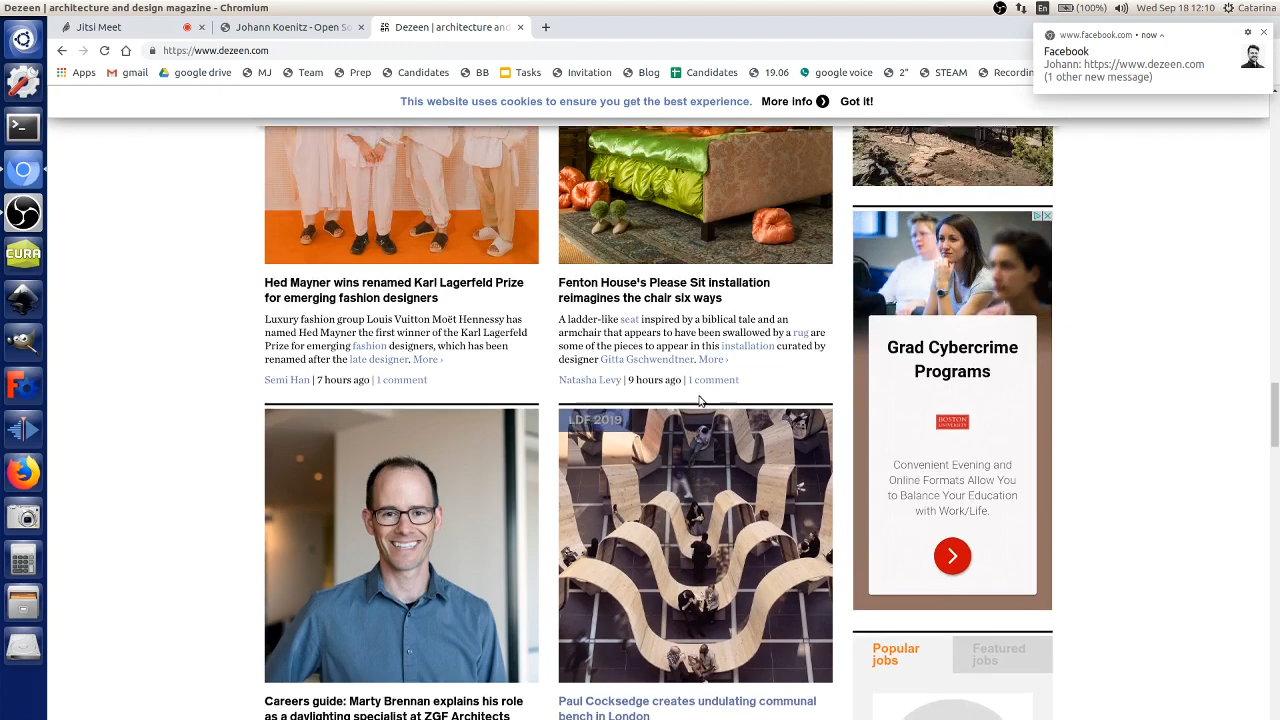 Dezeen | architecture and design magazine - Chromium
En
(100%)
Wed Sep 18 12:10
Catarina
Jitsi Meet
Johann Koenitz - Open So
Dezeen | architecture and
https://www.dezeen.com
Apps
gmail
google drive
MJ
Team
Prep
Candidates
BB
Tasks
Invitation
Blog
Candidates
19.06
google voice
2"
STEAM
Recordin
www.facebook.com • now
Facebook
Johann: https://www.dezeen.com
(1 other new message)
This website uses cookies to ensure you get the best experience. More info Got it!
Hed Mayner wins renamed Karl Lagerfeld Prize
for emerging fashion designers
Luxury fashion group Louis Vuitton Moët Hennessy has
named Hed Mayner the first winner of the Karl Lagerfeld
Prize for emerging fashion designers, which has been
renamed after the late designer. More ›
Semi Han | 7 hours ago | 1 comment
Fenton House's Please Sit installation
reimagines the chair six ways
A ladder-like seat inspired by a biblical tale and an
armchair that appears to have been swallowed by a rug are
some of the pieces to appear in this installation curated by
designer Gitta Gschwendtner. More ›
Natasha Levy | 9 hours ago | 1 comment
LDF 2019
Careers guide: Marty Brennan explains his role
as a daylighting specialist at ZGF Architects
Paul Cocksedge creates undulating communal
bench in London
Grad Cybercrime
Programs
BOSTON
UNIVERSITY
Convenient Evening and
Online Formats Allow You
to Balance Your Education
with Work/Life.
Popular
jobs
Featured
jobs
CURA